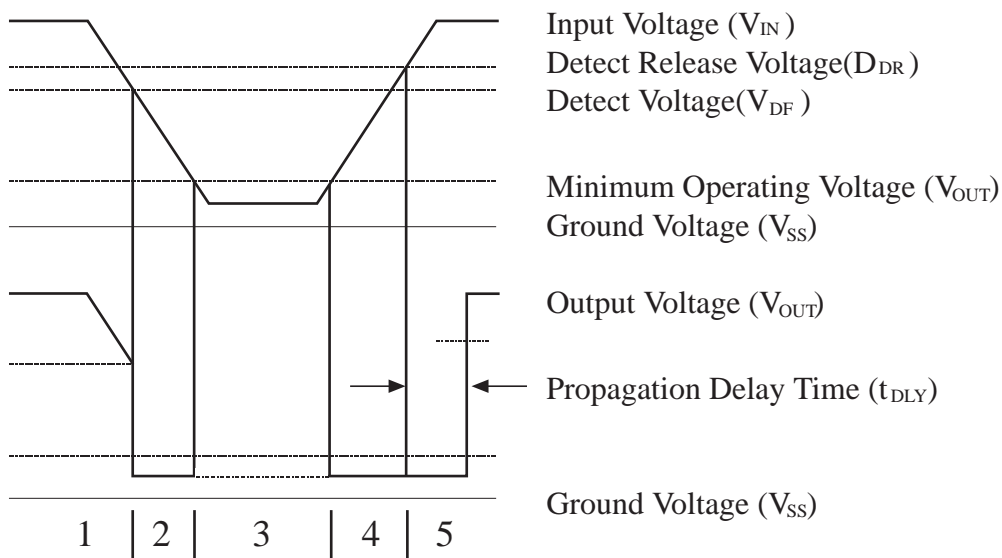 Input Voltage (VIN )
Detect Release Voltage(DDR )
Detect Voltage(VDF )
Minimum Operating Voltage (VOUT)
Ground Voltage (VSS)
Output Voltage (VOUT)
Propagation Delay Time (tDLY)
Ground Voltage (VSS)
1 2 3 4 5